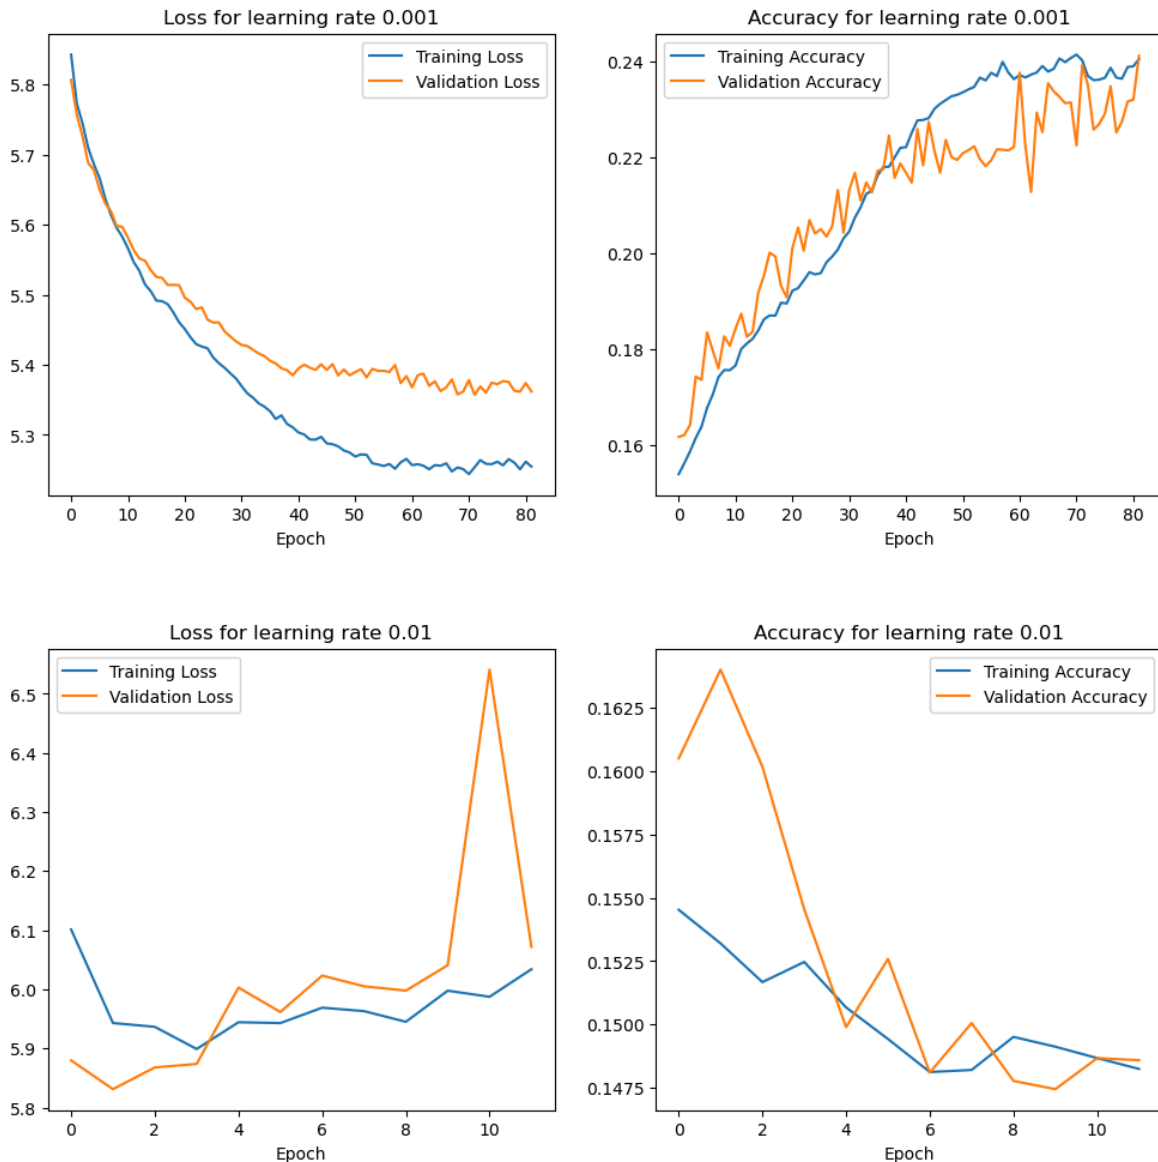 Loss for learning rate 0.001
Training Loss
Validation Loss
5.8
5.7
5.6
5.5
5.4
5.3
0 10 20 30 40 50 60 70 80
Epoch
Accuracy for learning rate 0.001
Training Accuracy
Validation Accuracy
0.24
0.22
0.20
0.18
0.16
0 10 20 30 40 50 60 70 80
Epoch
Loss for learning rate 0.01
Training Loss
Validation Loss
6.5
6.4
6.3
6.2
6.1
6.0
5.9
5.8
0 2 4 6 8 10
Epoch
Accuracy for learning rate 0.01
Training Accuracy
Validation Accuracy
0.1625
0.1600
0.1575
0.1550
0.1525
0.1500
0.1475
0 2 4 6 8 10
Epoch